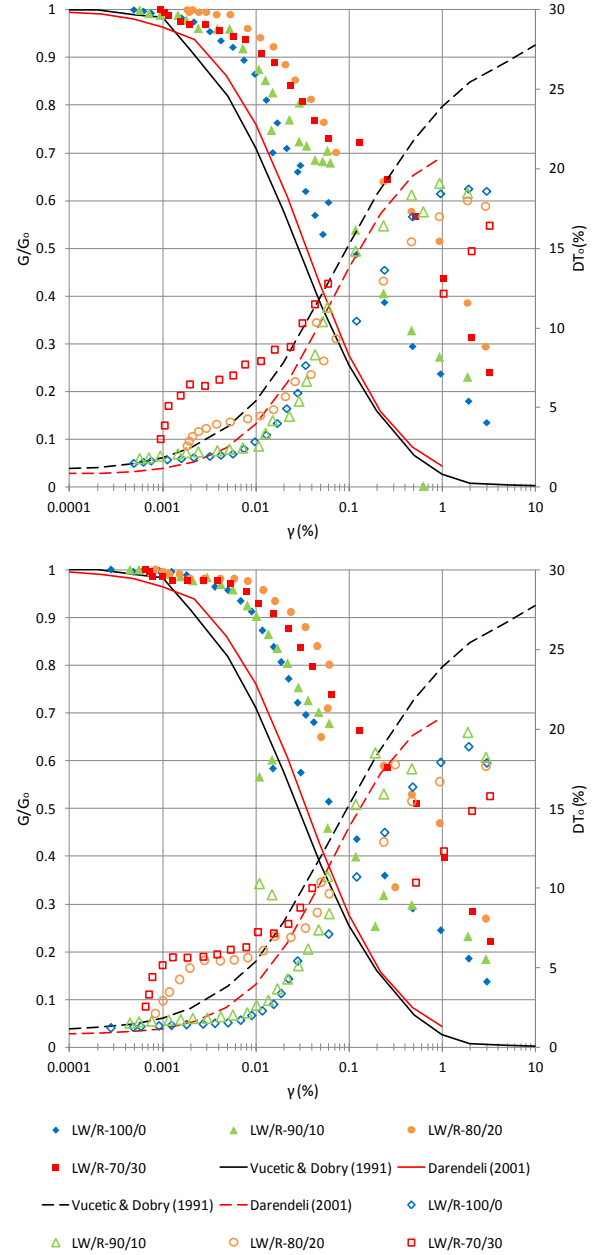 1 30
0.9
0.8 25
0.7
0.6 20
0.5 15
0.4
0.3 10
0.2
0.1 5
0 0
G/G₀
DT₀(%)
0.0001 0.001 0.01 0.1 1 10
γ (%)
1 30
0.9
0.8 25
0.7
0.6 20
0.5 15
0.4
0.3 10
0.2
0.1 5
0 0
G/G₀
DT₀ (%)
0.0001 0.001 0.01 0.1 1 10
γ (%)
LW/R-100/0 LW/R-90/10 LW/R-80/20
LW/R-70/30 Vucetic & Dobry (1991) Darendeli (2001)
Vucetic & Dobry (1991) Darendeli (2001) LW/R-100/0
LW/R-90/10 LW/R-80/20 LW/R-70/30